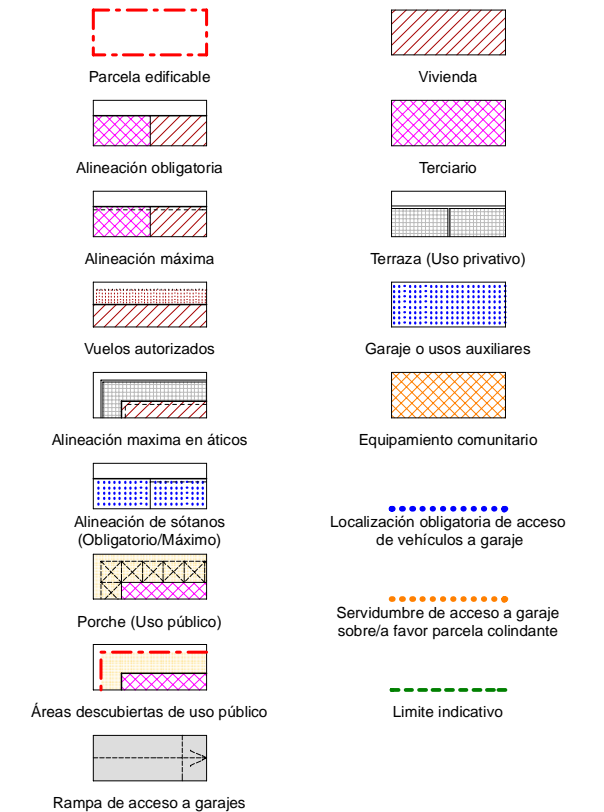 Parcela edificable
Alineación obligatoria
Alineación máxima
Vuelos autorizados
Alineación maxima en áticos
Alineación de sótanos
(Obligatorio/Máximo)
Porche (Uso público)
Áreas descubiertas de uso público
Rampa de acceso a garajes
Vivienda
Terciario
Terraza (Uso privativo)
Garaje o usos auxiliares
Equipamiento comunitario
Localización obligatoria de acceso
de vehículos a garaje
Servidumbre de acceso a garaje
sobre/a favor parcela colindante
Limite indicativo